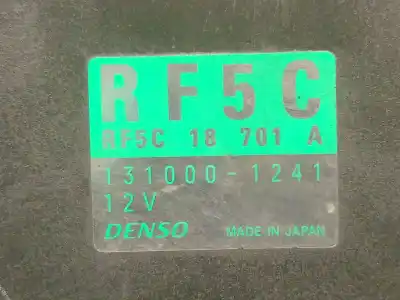 RF5C
RF5C 18 701 A
131000-1241
12V
DENSO MADE IN JAPAN